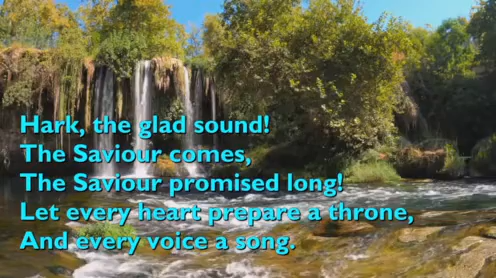 Hark, the glad sound!
The Saviour comes,
The Saviour promised long!
Let every heart prepare a throne,
And every voice a song.